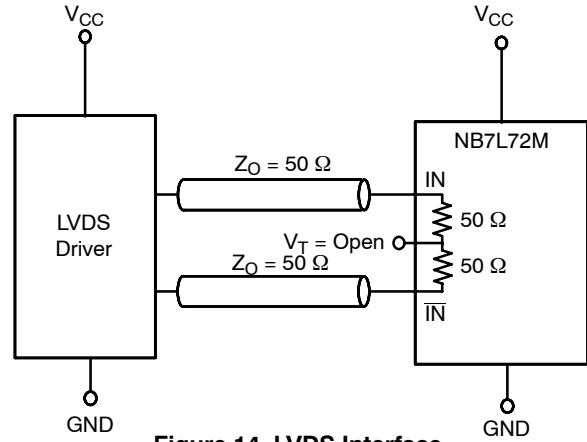 V_CC
V_CC
NB7L72M
Z_O = 50 Ω
IN
LVDS
Driver
50 Ω
V_T = Open
50 Ω
Z_O = 50 Ω
I̅N̅
GND
GND
Figure 14. LVDS Interface